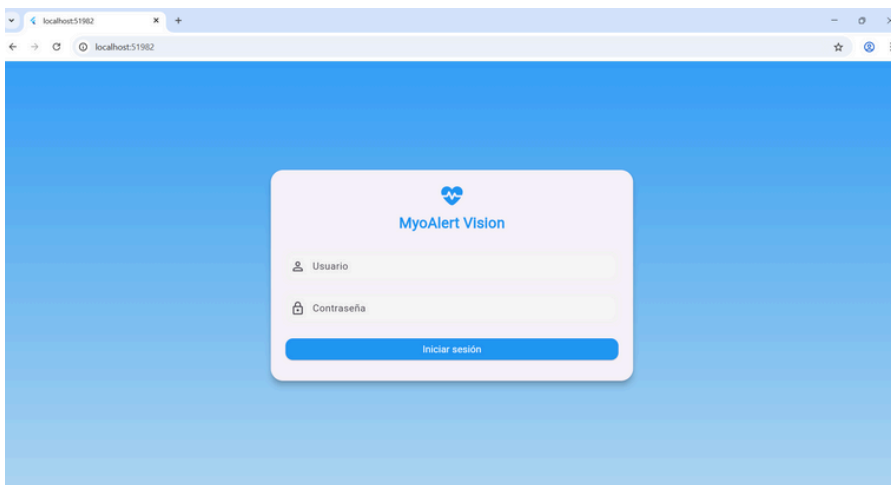 localhost:51982
localhost:51982
MyoAlert Vision
Usuario
Contraseña
Iniciar sesión